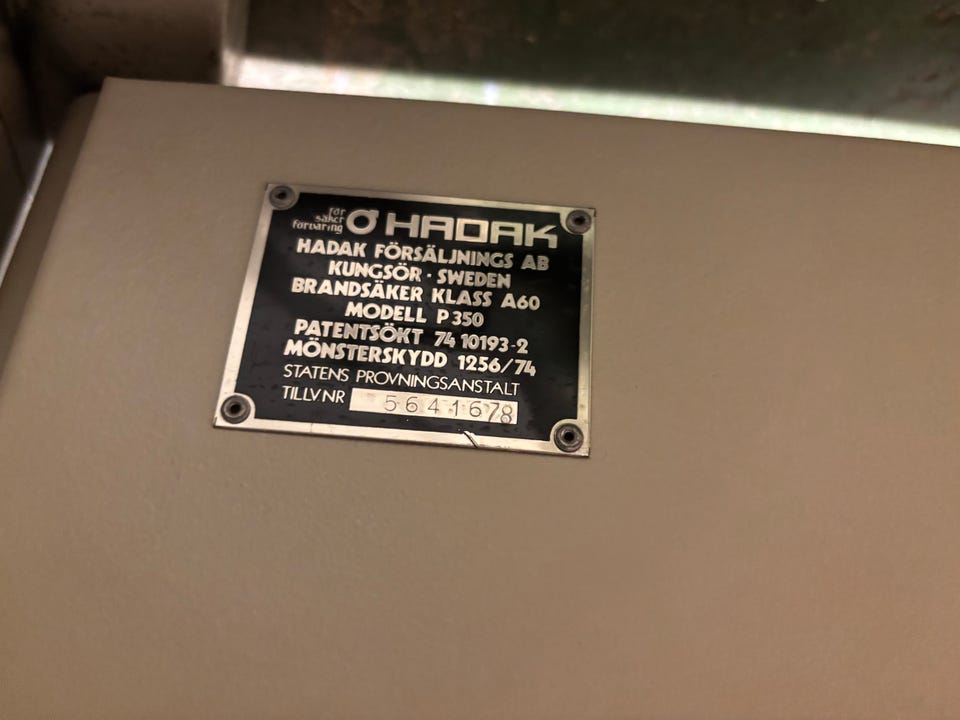 för
säker
förvaring
HADAK
HADAK FÖRSÄLJNINGS AB
KUNGSÖR · SWEDEN
BRANDSÄKER KLASS A60
MODELL P 350
PATENTSÖKT 74 10193-2
MÖNSTERSKYDD 1256/74
STATENS PROVNINGSANSTALT
TILLV.NR 5641678